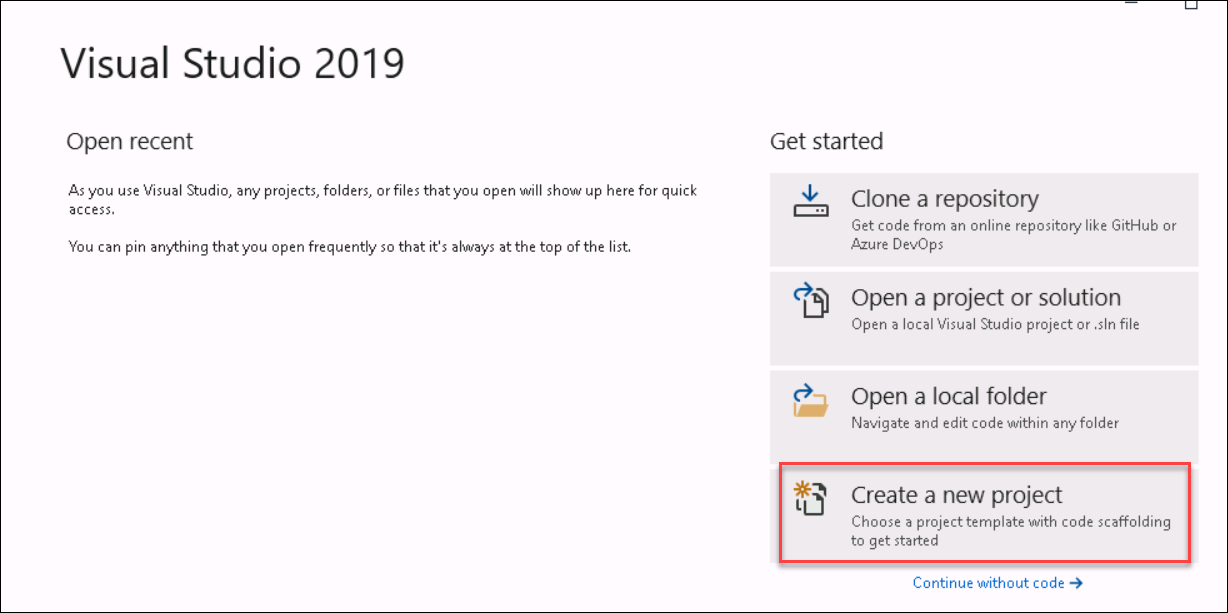 Visual Studio 2019
Open recent
As you use Visual Studio, any projects, folders, or files that you open will show up here for quick
access.
You can pin anything that you open frequently so that it's always at the top of the list.
Get started
Clone a repository
Get code from an online repository like GitHub or
Azure DevOps
Open a project or solution
Open a local Visual Studio project or .sln file
Open a local folder
Navigate and edit code within any folder
Create a new project
Choose a project template with code scaffolding
to get started
Continue without code →